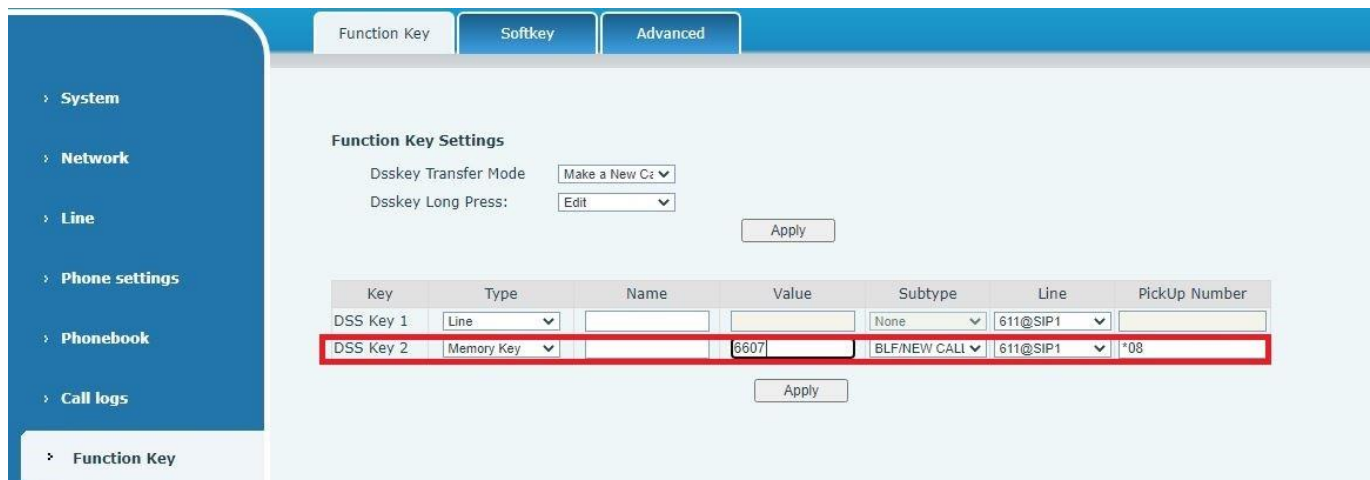 Function Key Softkey Advanced
System
Network
Line
Phone settings
Phonebook
Call logs
Function Key
Function Key Settings
Dsskey Transfer Mode Make a New Ca
Dsskey Long Press: Edit
Apply
Key Type Name Value Subtype Line PickUp Number
DSS Key 1 Line None 611@SIP1
DSS Key 2 Memory Key 6607 BLF/NEW CALL 611@SIP1 *08
Apply